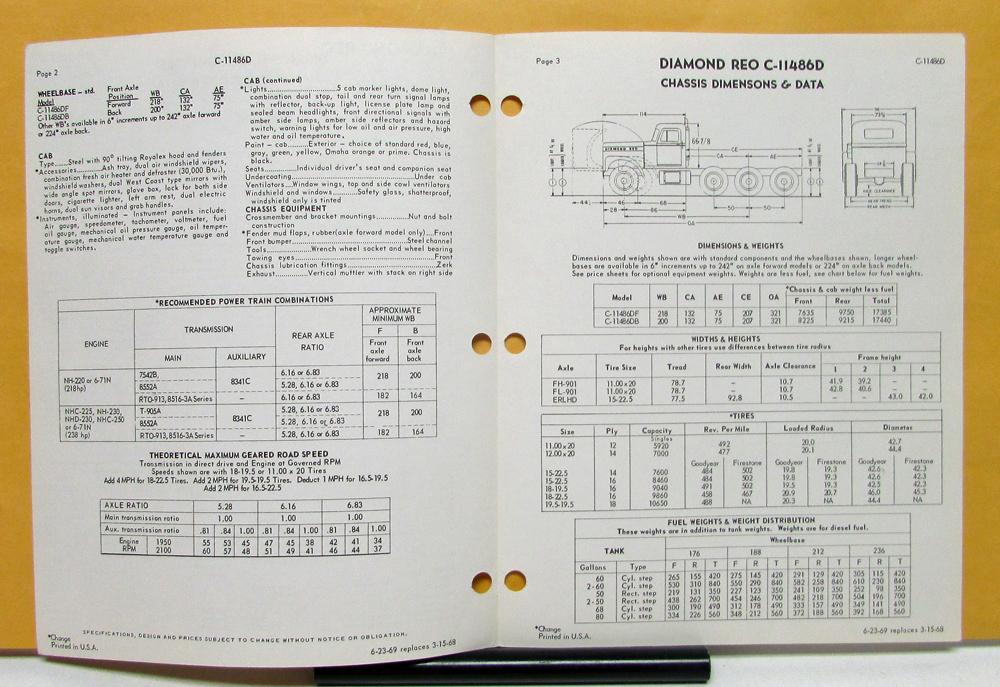 C-11486D
Page 2
WHEELBASE - std. Front Axle
Model Position WB CA AE
C-11486DF Forward 218" 132" 75"
C-11486DB Back 200" 132" 75"
Other WB's available in 6" increments up to 242" axle forward
or 224" axle back.
CAB
Type.....Steel with 90° tilting Royalex hood and fenders
*Accessories..........Ash tray, dual air windshield wipers,
combination fresh air heater and defroster (30,000 Btu.),
windshield washers, dual West Coast type mirrors with
wide angle spot mirrors, glove box, lock for both side
doors, cigarette lighter, left arm rest, dual electric
horns, dual sun visors and grab handles.
*Instruments, illuminated - Instrument panels include:
Air gauge, speedometer, tachometer, voltmeter, fuel
oil gauge, mechanical oil pressure gauge, oil temper-
ature gauge, mechanical water temperature gauge and
toggle switches.
CAB (continued)
*Lights....................5 cab marker lights, dome light,
combination dual stop, tail and rear turn signal lamps
with reflector, back-up light, license plate lamp and
sealed beam headlights, front directional signals with
amber side lamps, amber side reflectors and hazard
switch, warning lights for low oil and air pressure, high
water and oil temperature.
Paint - cab.........Exterior - choice of standard red, blue,
gray, green, yellow, Omaha orange or prime. Chassis is
black.
Seats............Individual driver's seat and companion seat
Undercoating........................................Under cab
Ventilators....Window wings, top and side cowl ventilators
Windshield and windows..........Safety glass, shatterproof,
windshield only is tinted
CHASSIS EQUIPMENT
Crossmember and bracket mountings............Nut and bolt
construction
*Fender mud flaps, rubber(axle forward model only)....Front
Front bumper...................................Steel channel
Tools..................Wrench wheel socket and wheel bearing
Towing eyes.............................................Front
Chassis lubrication fittings............................Zerk
Exhaust..........Vertical muffler with stack on right side
*RECOMMENDED POWER TRAIN COMBINATIONS
ENGINE TRANSMISSION REAR AXLE RATIO APPROXIMATE MINIMUM WB
MAIN AUXILIARY F Front axle forward B Front axle back
NH-220 or 6-71N (218hp) 7542B, 8341C 6.16 or 6.83 218 200
8552A 5.28, 6.16 or 6.83
RTO-913, 8516-3A Series – 6.16 or 6.83 182 164
NHC-225, NH-230, NHD-230, NHC-250 or 6-71N (238 hp) T-905A 8341C 5.28, 6.16 or 6.83 218 200
8552A 5.28, 6.16 or 6.83
RTO-913, 8516-3A Series – 5.28, 6.16 or 6.83 182 164
THEORETICAL MAXIMUM GEARED ROAD SPEED
Transmission in direct drive and Engine at Governed RPM
Speeds shown are with 18-19.5 or 11.00 x 20 Tires
Add 4MPH for 18-22.5 Tires. Add 2 MPH for 19.5-19.5 Tires. Deduct 1 MPH for 16.5-19.5
Add 2 MPH for 16.5-22.5
AXLE RATIO 5.28 6.16 6.83
Main transmission ratio 1.00 1.00 1.00
Aux. transmission ratio .81 .84 1.00 .81 .84 1.00 .81 .84 1.00
Engine 1950 55 53 45 47 45 38 42 41 34
RPM 2100 60 57 48 51 49 41 46 44 37
SPECIFICATIONS, DESIGN AND PRICES SUBJECT TO CHANGE WITHOUT NOTICE OR OBLIGATION.
*Change
Printed in U.S.A.
6-23-69 replaces 3-15-68
Page 3
DIAMOND REO C-11486D
C-11486D
CHASSIS DIMENSONS & DATA
114
DIAMOND REO
66-7/8
CA
CE
AE
44
46
66
28
86
50
50
WB
OA
96
73½
AXLE CLEARANCE
REAR TREAD
REAR WIDTH
DIMENSIONS & WEIGHTS
Dimensions and weights shown are with standard components and the wheelbases shown, longer wheel-
bases are available in 6" increments up to 242" on axle forward models or 224" on axle back models.
See price sheets for optional equipment weights. Weights are less fuel, see chart below for fuel weights.
Model WB CA AE CE OA *Chassis & cab weight less fuel
Front Rear Total
C-11486DF 218 132 75 207 321 7635 9750 17385
C-11486DB 200 132 75 207 321 8225 9215 17440
WIDTHS & HEIGHTS
For heights with other tires use differences between tire radius
Axle Tire Size Tread Rear Width Axle Clearance Frame height
1 2 3 4
FH-901 11.00x20 78.7 – 10.7 41.9 39.2 – –
FL-901 11.00x20 78.7 – 10.7 42.8 40.6 – –
ERLHD 15-22.5 77.5 92.8 10.5 – – 43.0 42.0
*TIRES
Size Ply Capacity Rev. Per Mile Loaded Radius Diameter
Singles
11.00x20 12 5920 492 20.0 42.7
12.00x20 14 7000 477 20.1 44.4
Goodyear Firestone Goodyear Firestone Goodyear Firestone
15-22.5 14 7600 484 502 19.8 19.3 42.6 42.3
15-22.5 16 8460 484 502 19.8 19.3 42.6 42.3
18-19.5 16 9040 491 502 19.5 19.3 42.5 42.3
18-22.5 16 9860 458 467 20.9 20.7 46.0 45.3
19.5-19.5 18 10650 488 NA 20.3 NA 44.4 NA
FUEL WEIGHTS & WEIGHT DISTRIBUTION
These weights are in addition to tank weights. Weights are for diesel fuel.
TANK Wheelbase
176 188 212 236
Gallons Type F R T F R T F R T F R T
60 Cyl. step 265 155 420 275 145 420 291 129 420 305 115 420
2-60 Cyl. step 530 310 840 550 290 840 582 258 840 610 230 840
50 Rect. step 219 131 350 227 123 350 241 109 350 252 98 350
2-50 Rect. step 438 262 700 454 246 700 482 218 700 504 196 700
68 Cyl. step 300 190 490 312 178 490 333 157 490 349 141 490
80 Cyl. step 334 226 560 348 212 560 372 188 560 392 168 560
*Change
Printed in U.S.A.
6-23-69 replaces 3-15-68